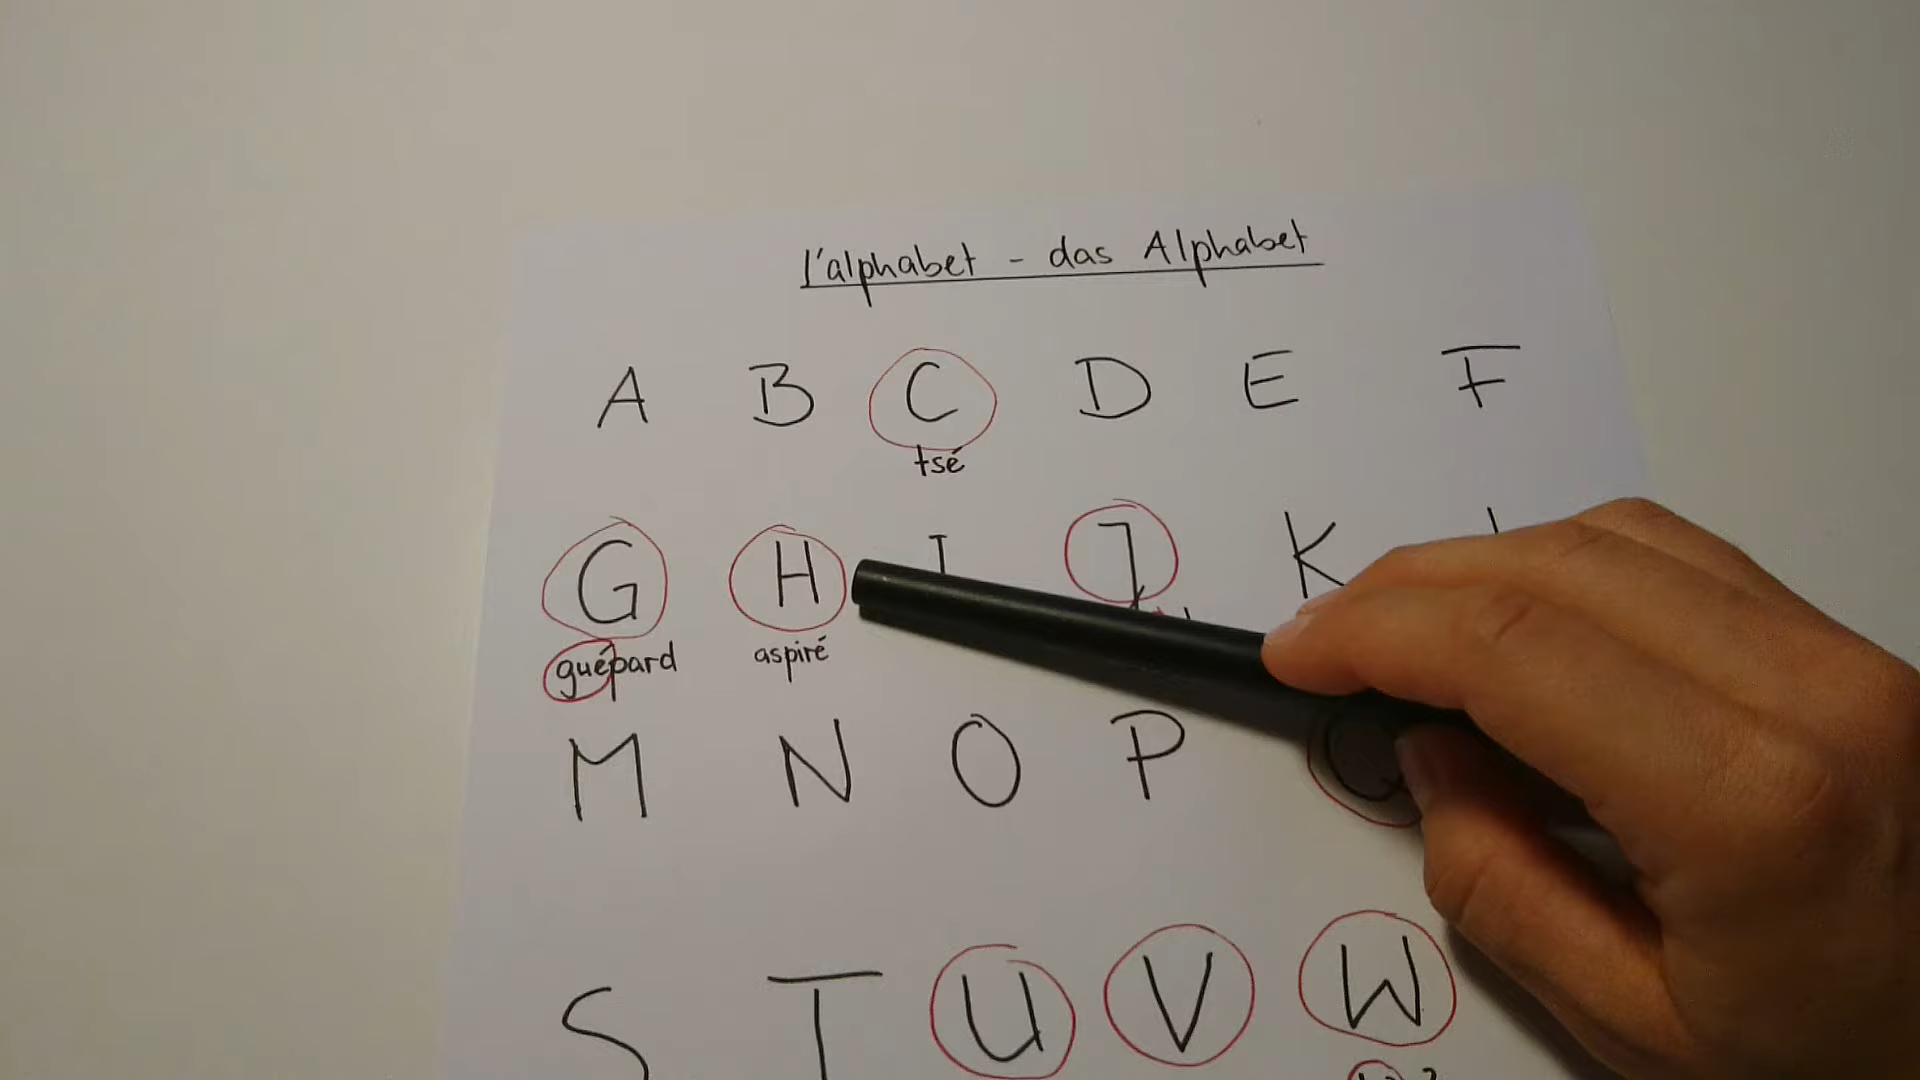 l'alphabet - das Alphabet
A B C D E F
tsé
G H I J K
guépard aspiré
M N O P Q
S T U V W